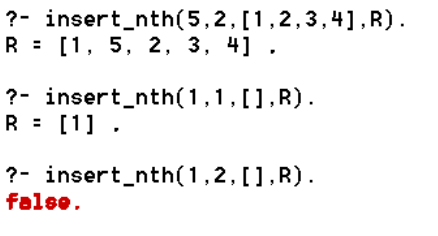 ?- insert_nth(5,2,[1,2,3,4],R).
R = [1, 5, 2, 3, 4] .
?- insert_nth(1,1,[],R).
R = [1] .
?- insert_nth(1,2,[],R).
false.